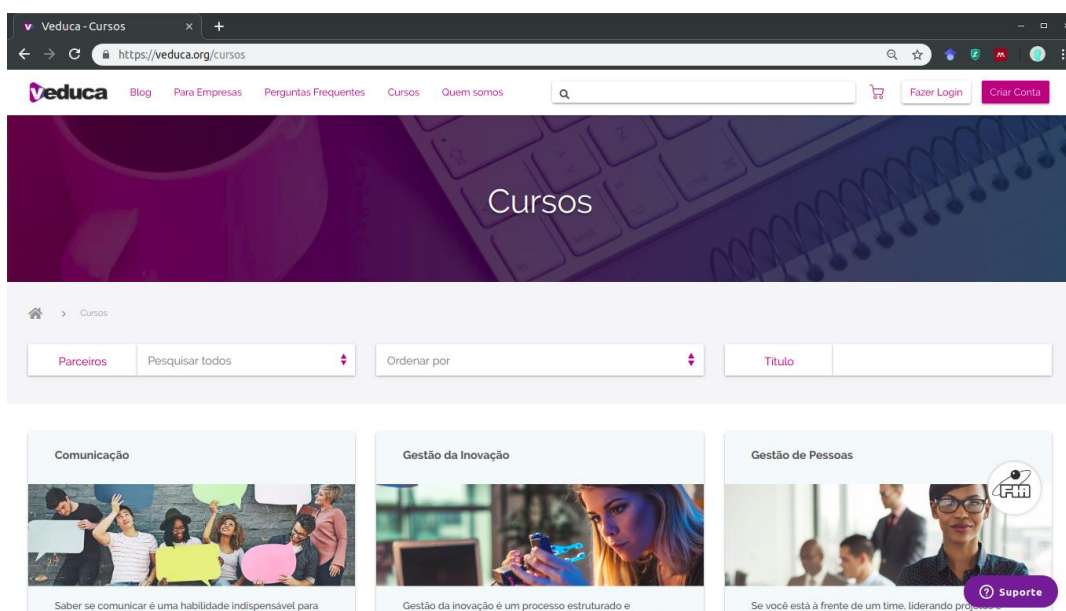 Veduca - Cursos
https://veduca.org/cursos
veduca Blog Para Empresas Perguntas Frequentes Cursos Quem somos Fazer Login Criar Conta
Cursos
Cursos
Parceiros Pesquisar todos Ordenar por Título
Comunicação Gestão da Inovação Gestão de Pessoas
FM
Saber se comunicar é uma habilidade indispensável para Gestão da inovação é um processo estruturado e Se você está à frente de um time, liderando
Suporte